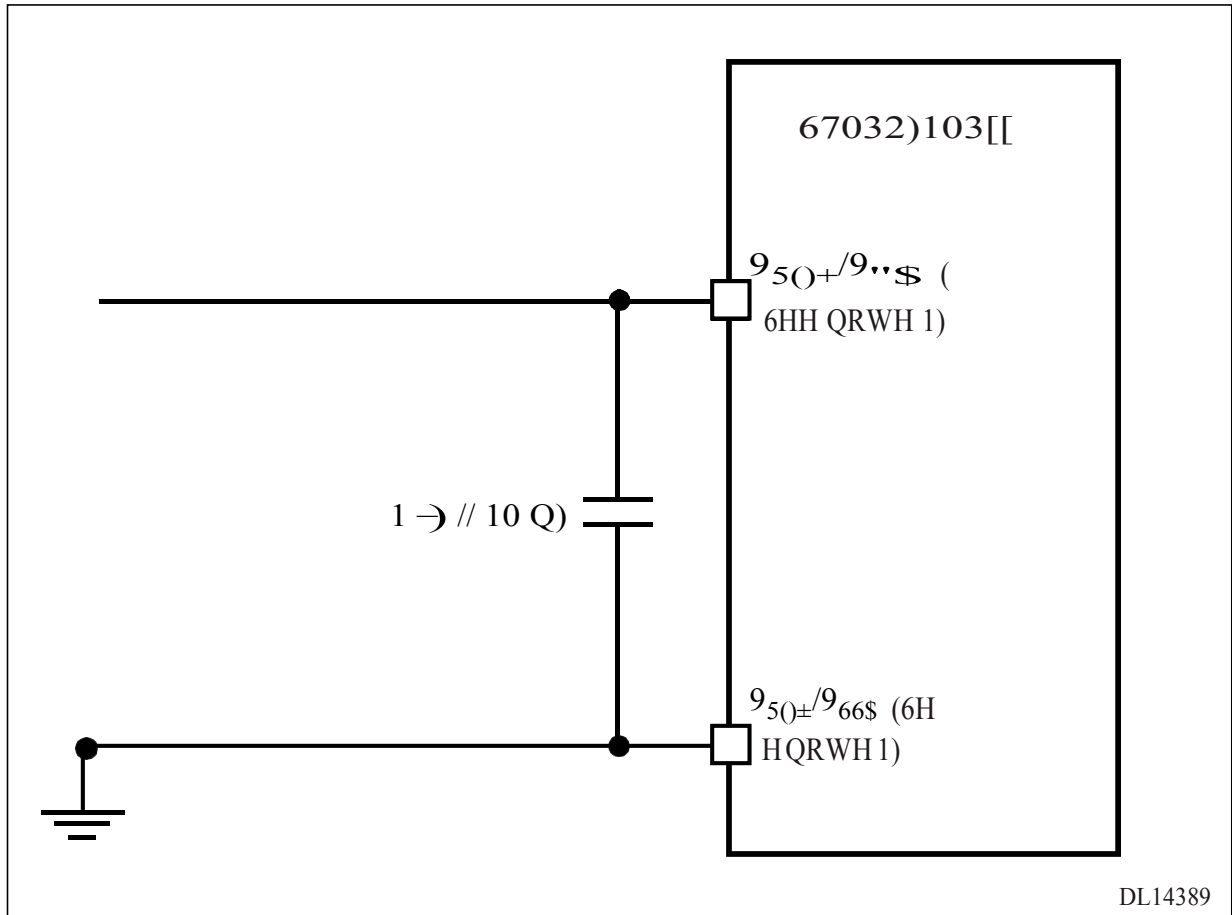 67032)103[[
95()+/9,,$ (
6HH QRWH 1)
1 –) // 10 Q)
95()±/966$ (6H
HQRWH 1)
DL14389